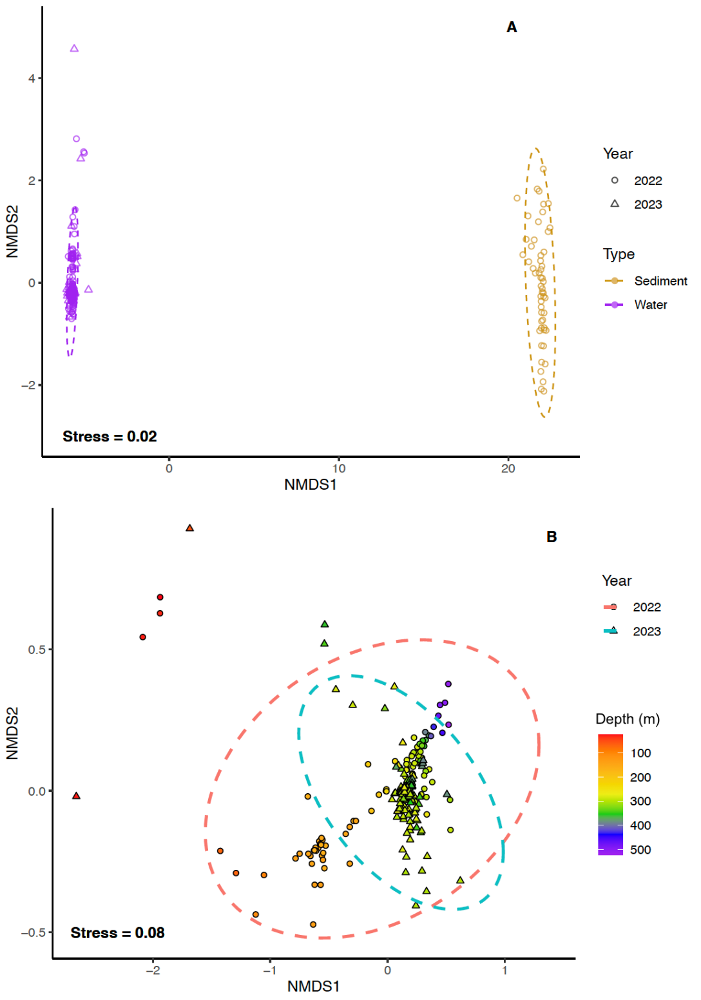 A
4
2
0
−2
NMDS2
Stress = 0.02
0
10
20
NMDS1
Year
2022
2023
Type
Sediment
Water
B
0.5
0.0
−0.5
NMDS2
Stress = 0.08
−2
−1
0
1
NMDS1
Year
2022
2023
Depth (m)
100
200
300
400
500